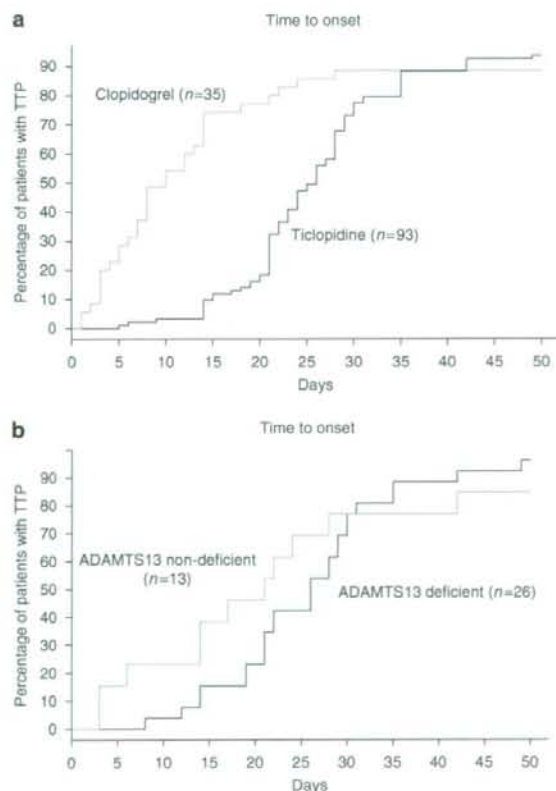 a
Time to onset
Percentage of patients with TTP
90
80
70
60
50
40
30
20
10
0
Clopidogrel (n=35)
Ticlopidine (n=93)
0 5 10 15 20 25 30 35 40 45 50
Days
b
Time to onset
Percentage of patients with TTP
90
80
70
60
50
40
30
20
10
0
ADAMTS13 non-deficient
(n=13)
ADAMTS13 deficient (n=26)
0 5 10 15 20 25 30 35 40 45 50
Days